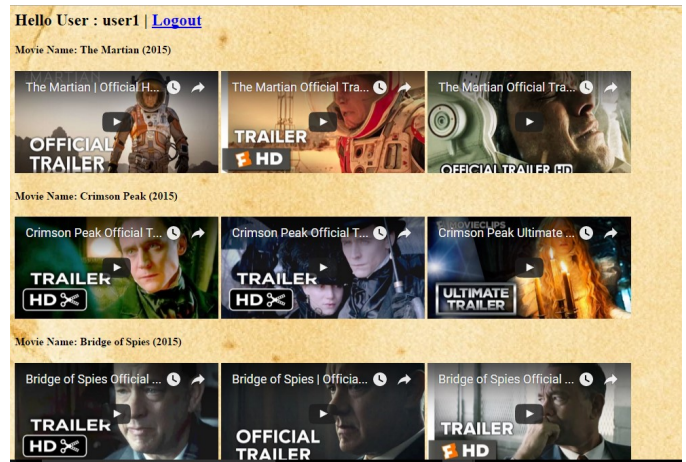 Hello User : user1 | Logout
Movie Name: The Martian (2015)
MARTIAN
The Martian | Official H...
The Martian Official Tra...
The Martian Official Tra...
OFFICIAL
TRAILER
TRAILER
HD
OFFICIAL TRAILER HD
Movie Name: Crimson Peak (2015)
MOVIECLIPS
Crimson Peak Official T...
Crimson Peak Official T...
Crimson Peak Ultimate ...
TRAILER
HD
TRAILER
HD
ULTIMATE
TRAILER
Movie Name: Bridge of Spies (2015)
Bridge of Spies Official ...
Bridge of Spies | Officia...
Bridge of Spies Official ...
TRAILER
HD
OFFICIAL
TRAILER
TRAILER
HD